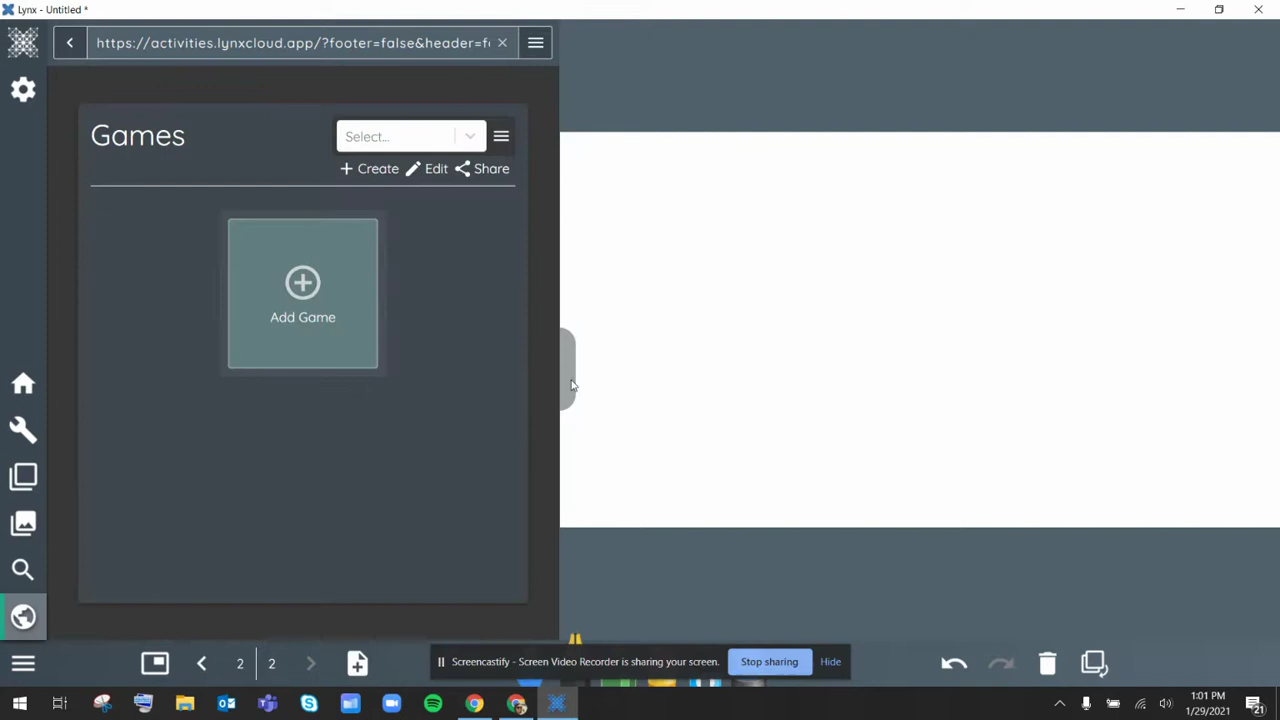 Lynx - Untitled *
https://activities.lynxcloud.app/?footer=false&header=f
Games
Select...
Create
Edit
Share
Add Game
2
2
Screencastify - Screen Video Recorder is sharing your screen.
Stop sharing
Hide
1:01 PM
1/29/2021
21